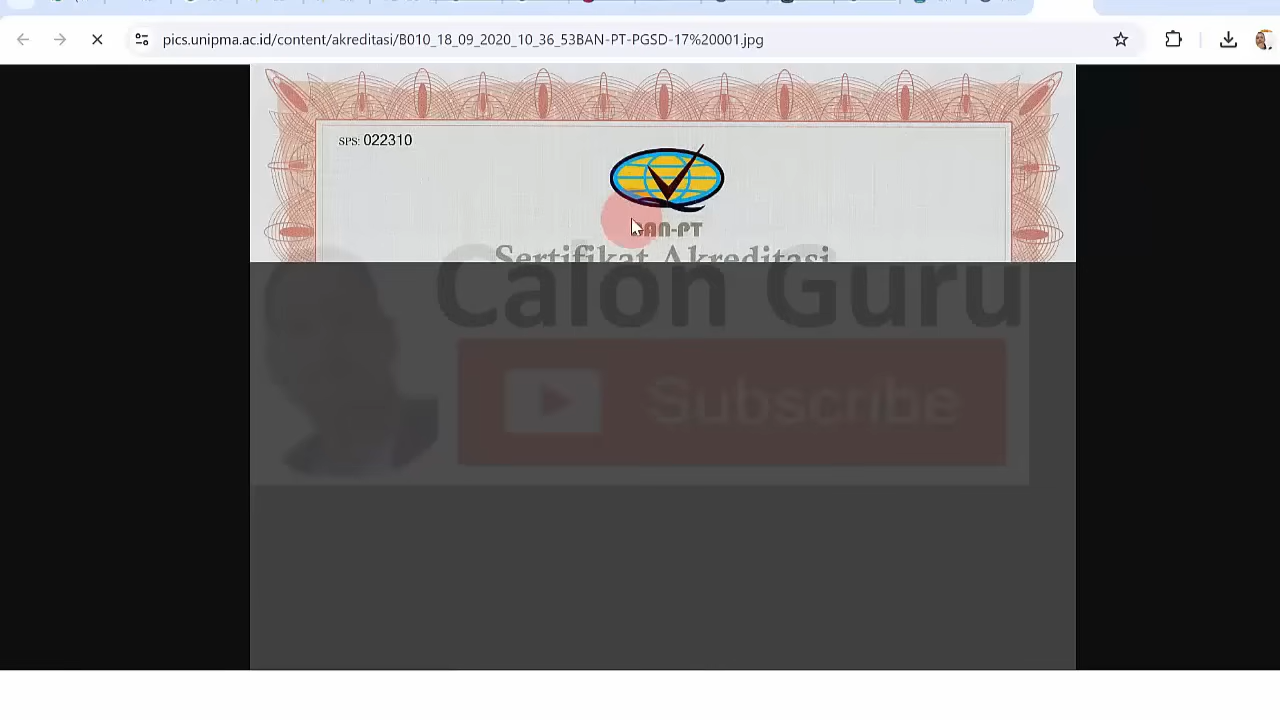 pics.unipma.ac.id/content/akreditasi/B010_18_09_2020_10_36_53BAN-PT-PGSD-17%20001.jpg
SPS: 022310
BAN-PT
Sertifikat Akreditasi
Calon Guru
Subscribe